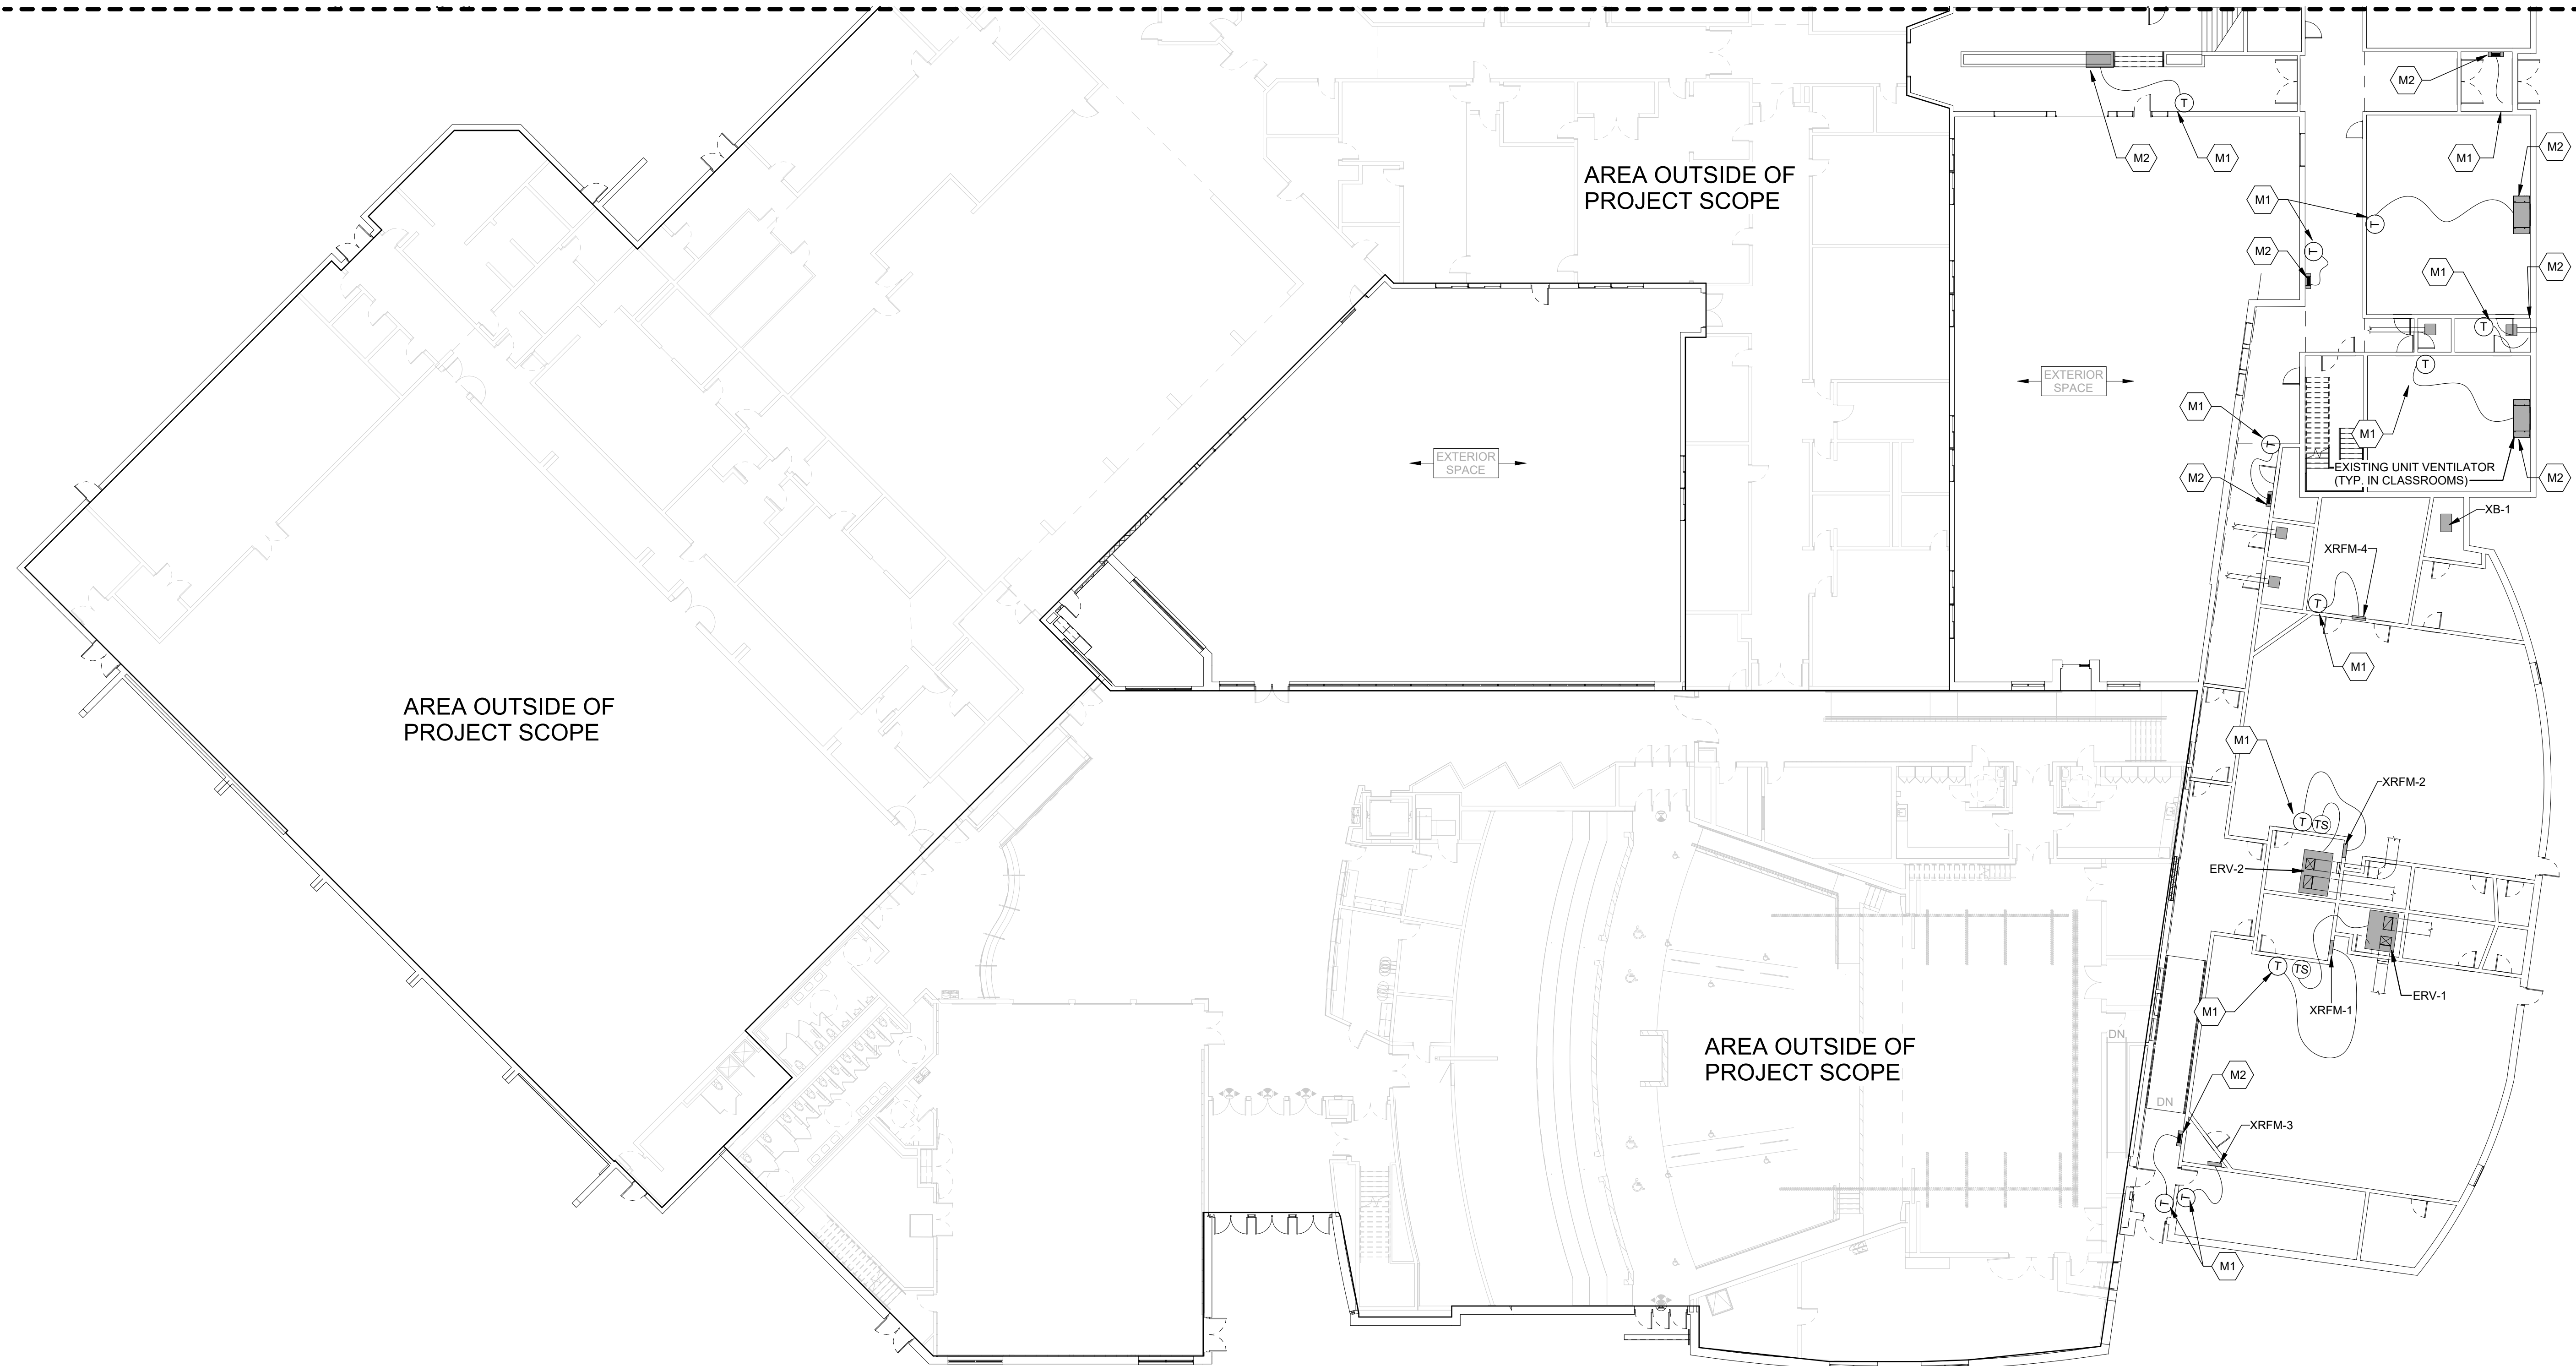 M2
T
M2
M1
M1
M2
AREA OUTSIDE OF
PROJECT SCOPE
M1
T
T
M2
M1
M2
T
T
EXTERIOR
SPACE
M1
T
M1
EXTERIOR
SPACE
EXISTING UNIT VENTILATOR
(TYP. IN CLASSROOMS)
M2
M2
XB-1
XRFM-4
T
M1
AREA OUTSIDE OF
PROJECT SCOPE
M1
XRFM-2
T
TS
ERV-2
T
TS
ERV-1
M1
XRFM-1
AREA OUTSIDE OF
PROJECT SCOPE
DN
M2
DN
XRFM-3
T
T
M1